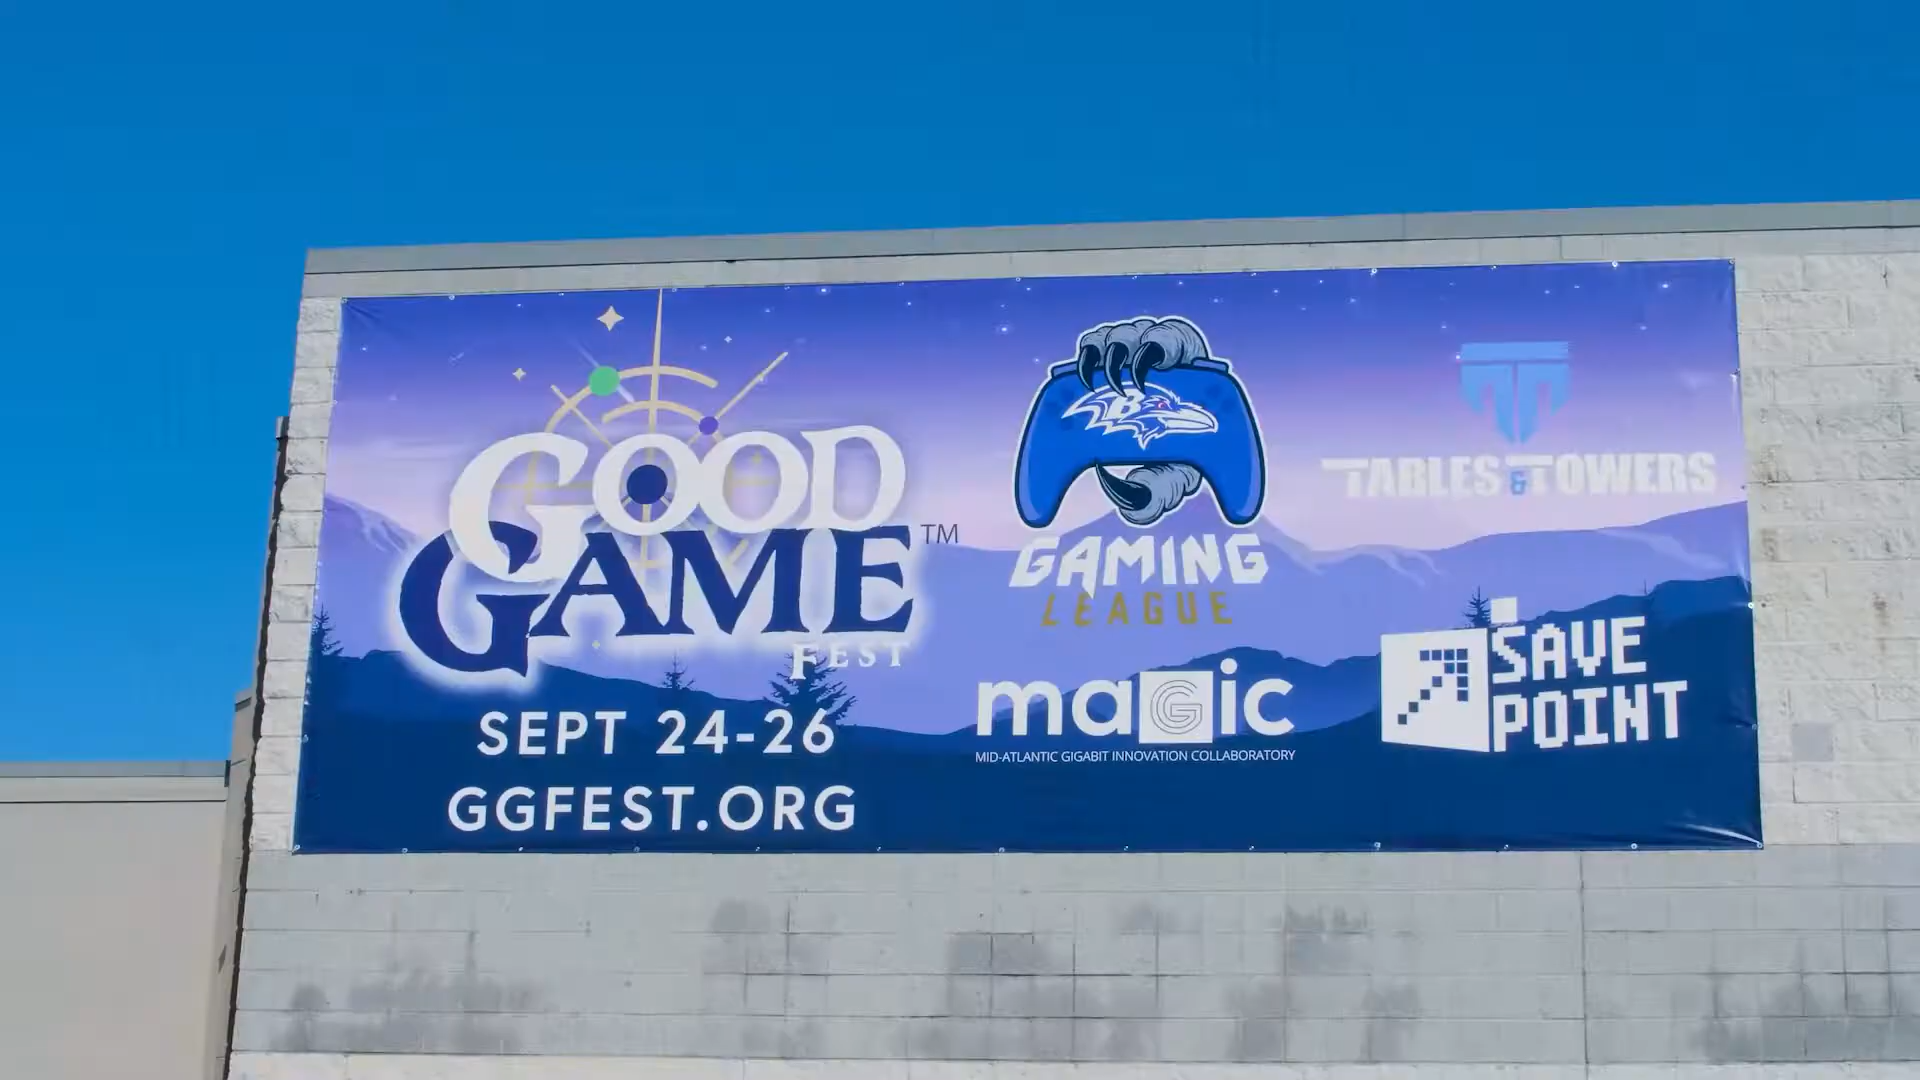 GOOD
GAME™
FEST
SEPT 24-26
GGFEST.ORG
B
GAMING
LEAGUE
maGic
MID-ATLANTIC GIGABIT INNOVATION COLLABORATORY
TABLES & TOWERS
SAVE
POINT